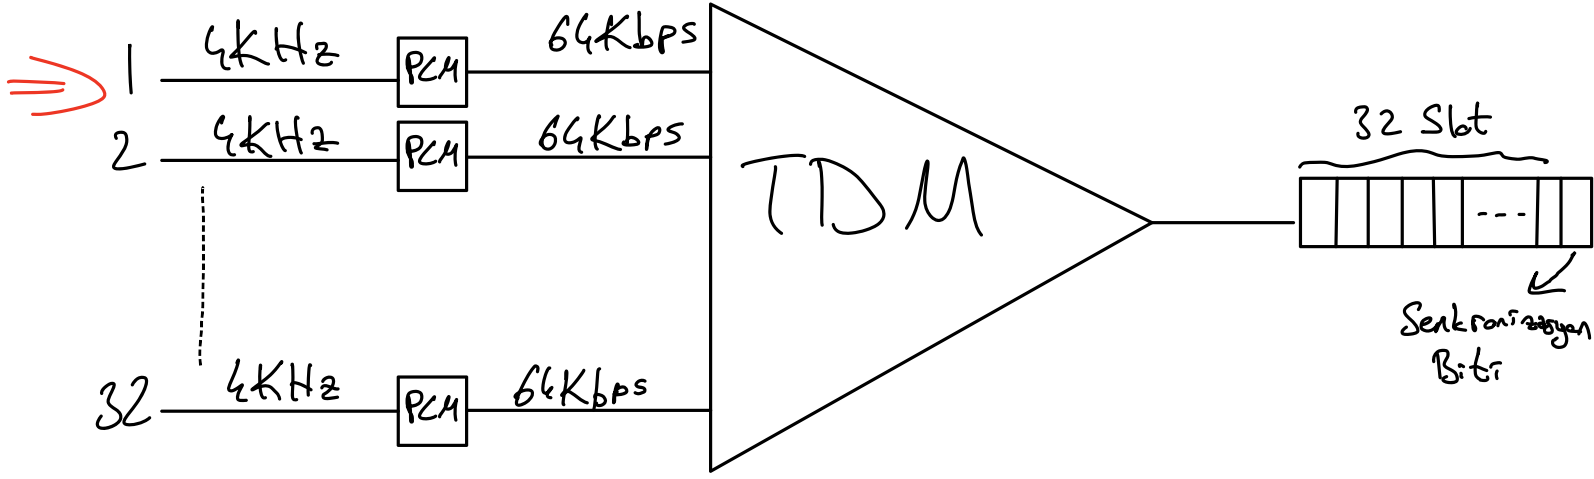 1 4KHz PCM 64Kbps
2 4KHz PCM 64Kbps
TDM
32 Slot
---
Senkronizasyon
Biti
32 4KHz PCM 64Kbps